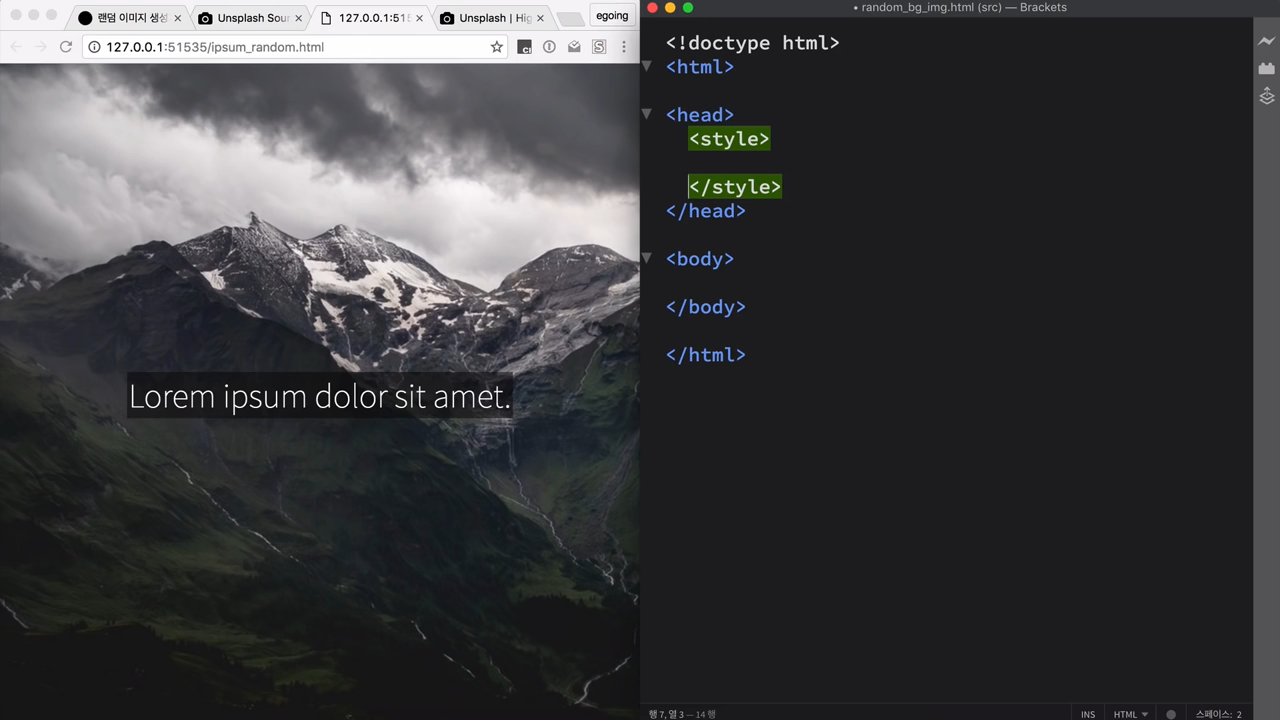 랜덤 이미지 생성
Unsplash Sour
127.0.0.1:515
Unsplash | Hig
egoing
127.0.0.1:51535/ipsum_random.html
Lorem ipsum dolor sit amet.
• random_bg_img.html (src) — Brackets
<!doctype html>
<html>
<head>
<style>
</style>
</head>
<body>
</body>
</html>
행 7, 열 3 — 14 행
INS
HTML
스페이스: 2